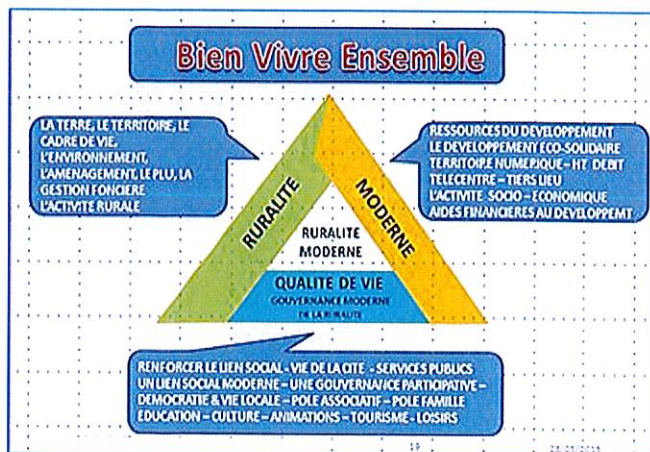 Bien Vivre Ensemble
LA TERRE, LE TERRITOIRE, LE
CADRE DE VIE,
L'ENVIRONNEMENT,
L'AMENAGEMENT, LE PLU, LA
GESTION FONCIERE
L'ACTIVITE RURALE
RESSOURCES DU DEVELOPPEMENT
LE DEVELOPPEMENT ECO-SOLIDAIRE
TERRITOIRE NUMERIQUE – HT DEBIT
TELECENTRE – TIERS LIEU
L'ACTIVITE SOCIO – ECONOMIQUE
AIDES FINANCIERES AU DEVELOPPEMT
RURALITE
MODERNE
RURALITE
MODERNE
QUALITE DE VIE
GOUVERNANCE MODERNE
DE LA RURALITE
RENFORCER LE LIEN SOCIAL - VIE DE LA CITE - SERVICES PUBLICS
UN LIEN SOCIAL MODERNE – UNE GOUVERNANCE PARTICIPATIVE –
DEMOCRATIE & VIE LOCALE – POLE ASSOCIATIF – POLE FAMILLE
EDUCATION – CULTURE – ANIMATIONS – TOURISME - LOISIRS
19